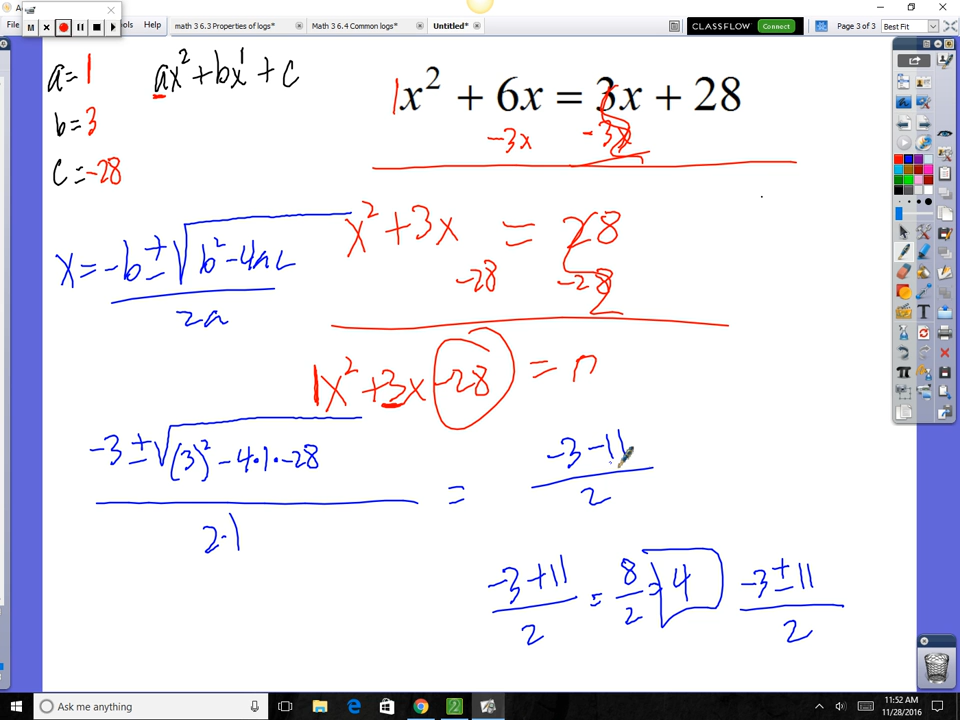 Tools Help
math 3 6.3 Properties of logs*
Math 3 6.4 Common logs*
Untitled*
CLASSFLOW Connect
Page 3 of 3
Best Fit
a=1
ax²+bx¹+c
1x² + 6x = 3x + 28
b=3
-3x -3x
c=-28
x²+3x = 28
x=-b±√b²-4ac
2a
-28 -28
1x²+3x-28 =
-3±√(3)²-4·1·-28
2·1
=
-3-11
2
-3+11
2
=
8
2
=4
-3±11
2
Ask me anything
11:52 AM
11/28/2016